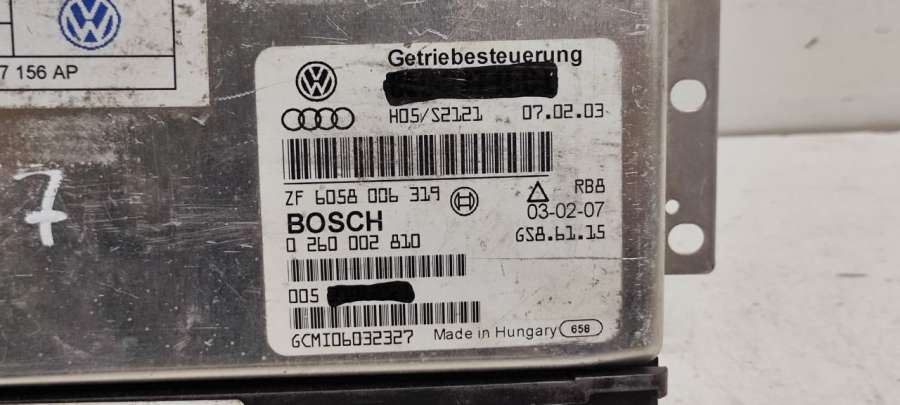 7 156 AP
7
Getriebesteuerung
H05/S2121 07.02.03
ZF 6058 006 319
RB8
03-02-07
BOSCH
0 260 002 810
GS8.61.15
005
GCMI06032327 Made in Hungary 658